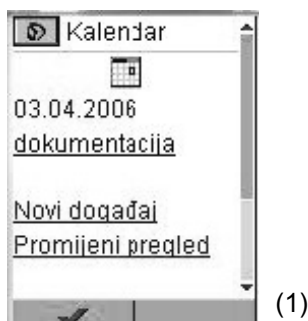 Kalendar
03.04.2006
dokumentacija
Novi događaj
Promijeni pregled
(1)